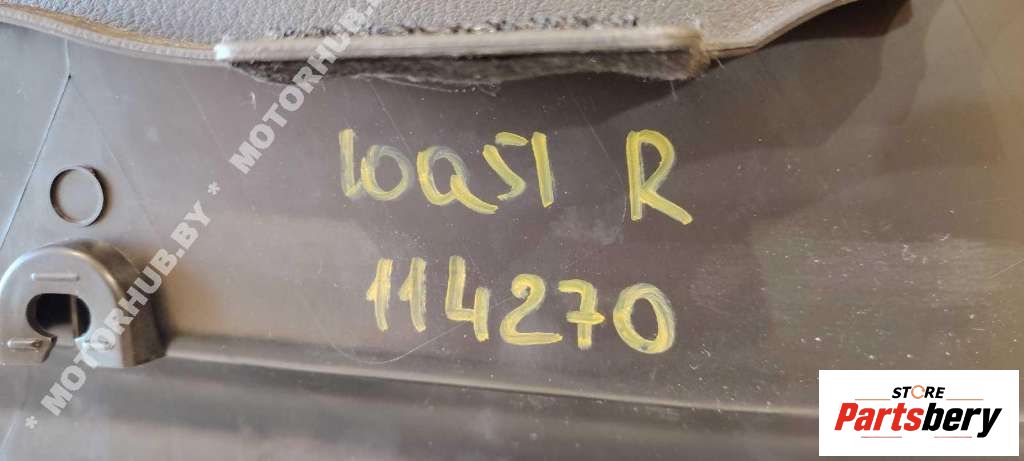 * MOTORHUB.BY * MOTORHUB.BY
10Q51 R
114270
STORE
Partsbery